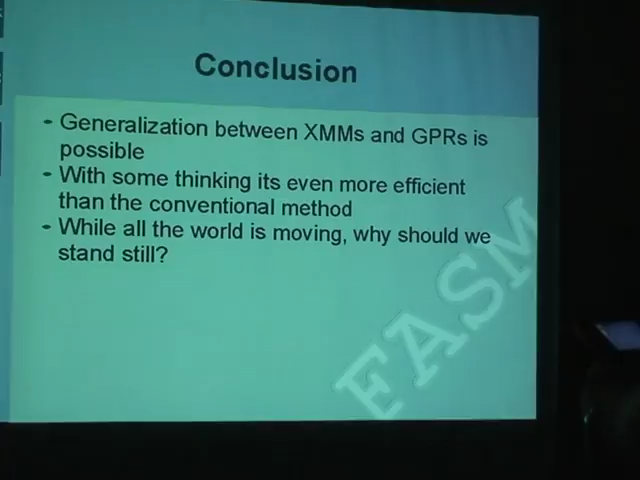 Conclusion
- Generalization between XMMs and GPRs is
possible
- With some thinking its even more efficient
than the conventional method
- While all the world is moving, why should we
stand still?
FASM